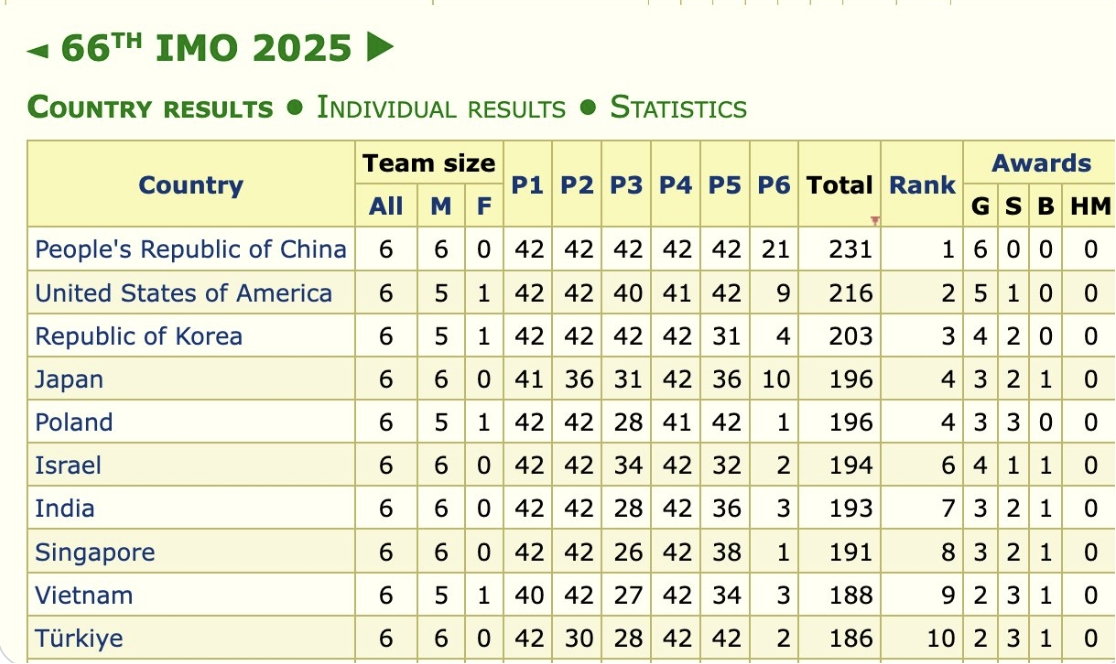 ◄ 66TH IMO 2025 ►
COUNTRY RESULTS • INDIVIDUAL RESULTS • STATISTICS
Country Team size P1 P2 P3 P4 P5 P6 Total Rank Awards
All M F G S B HM
People's Republic of China 6 6 0 42 42 42 42 42 21 231 1 6 0 0 0
United States of America 6 5 1 42 42 40 41 42 9 216 2 5 1 0 0
Republic of Korea 6 5 1 42 42 42 42 31 4 203 3 4 2 0 0
Japan 6 6 0 41 36 31 42 36 10 196 4 3 2 1 0
Poland 6 5 1 42 42 28 41 42 1 196 4 3 3 0 0
Israel 6 6 0 42 42 34 42 32 2 194 6 4 1 1 0
India 6 6 0 42 42 28 42 36 3 193 7 3 2 1 0
Singapore 6 6 0 42 42 26 42 38 1 191 8 3 2 1 0
Vietnam 6 5 1 40 42 27 42 34 3 188 9 2 3 1 0
Türkiye 6 6 0 42 30 28 42 42 2 186 10 2 3 1 0